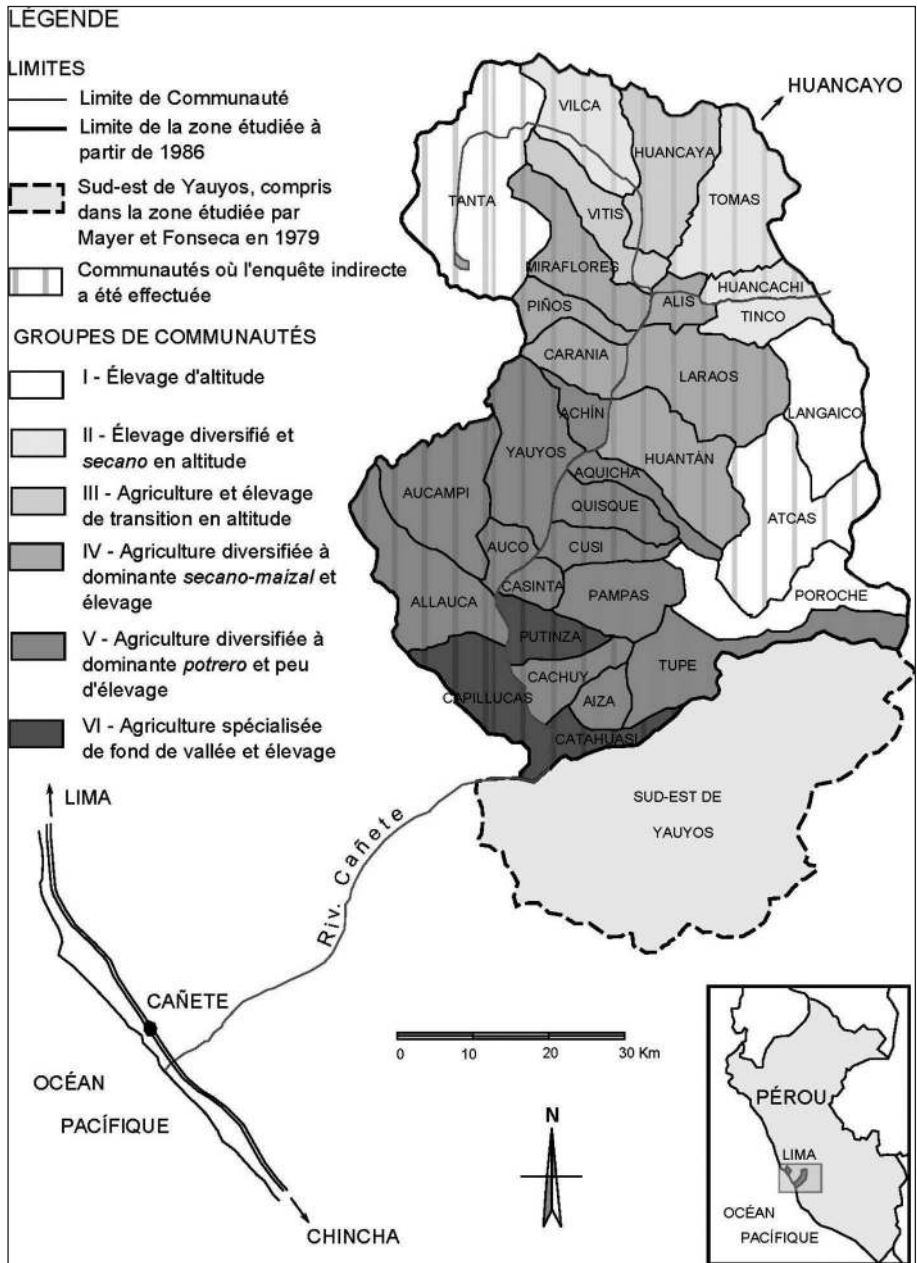 LÉGENDE
LIMITES
Limite de Communauté
Limite de la zone étudiée à
partir de 1986
Sud-est de Yauyos, compris
dans la zone étudiée par
Mayer et Fonseca en 1979
Communautés où l'enquête indirecte
a été effectuée
GROUPES DE COMMUNAUTÉS
I - Élevage d'altitude
II - Élevage diversifié et
secano en altitude
III - Agriculture et élevage
de transition en altitude
IV - Agriculture diversifiée à
dominante secano-maizal et
élevage
V - Agriculture diversifiée à
dominante potrero et peu
d'élevage
VI - Agriculture spécialisée
de fond de vallée et élevage
HUANCAYO
VILCA
HUANCAYA
TANTA
VITIS
TOMAS
MIRAFLORES
HUANCACHI
PIÑOS
ALIS
TINCO
CARANIA
LARAOS
ACHÍN
LANGAICO
YAUYOS
HUANTÁN
AQUICHA
AUCAMPI
QUISQUE
ATCAS
AUCO
CUSI
CASINTA
ALLAUCA
PAMPAS
POROCHE
PUTINZA
TUPE
CACHUY
CAPILLUCAS
AIZA
CATAHUASI
SUD-EST DE
YAUYOS
LIMA
Riv. Cañete
CAÑETE
OCÉAN
PACÍFIQUE
CHINCHA
0 10 20 30 Km
N
PÉROU
LIMA
OCÉAN
PACÍFIQUE